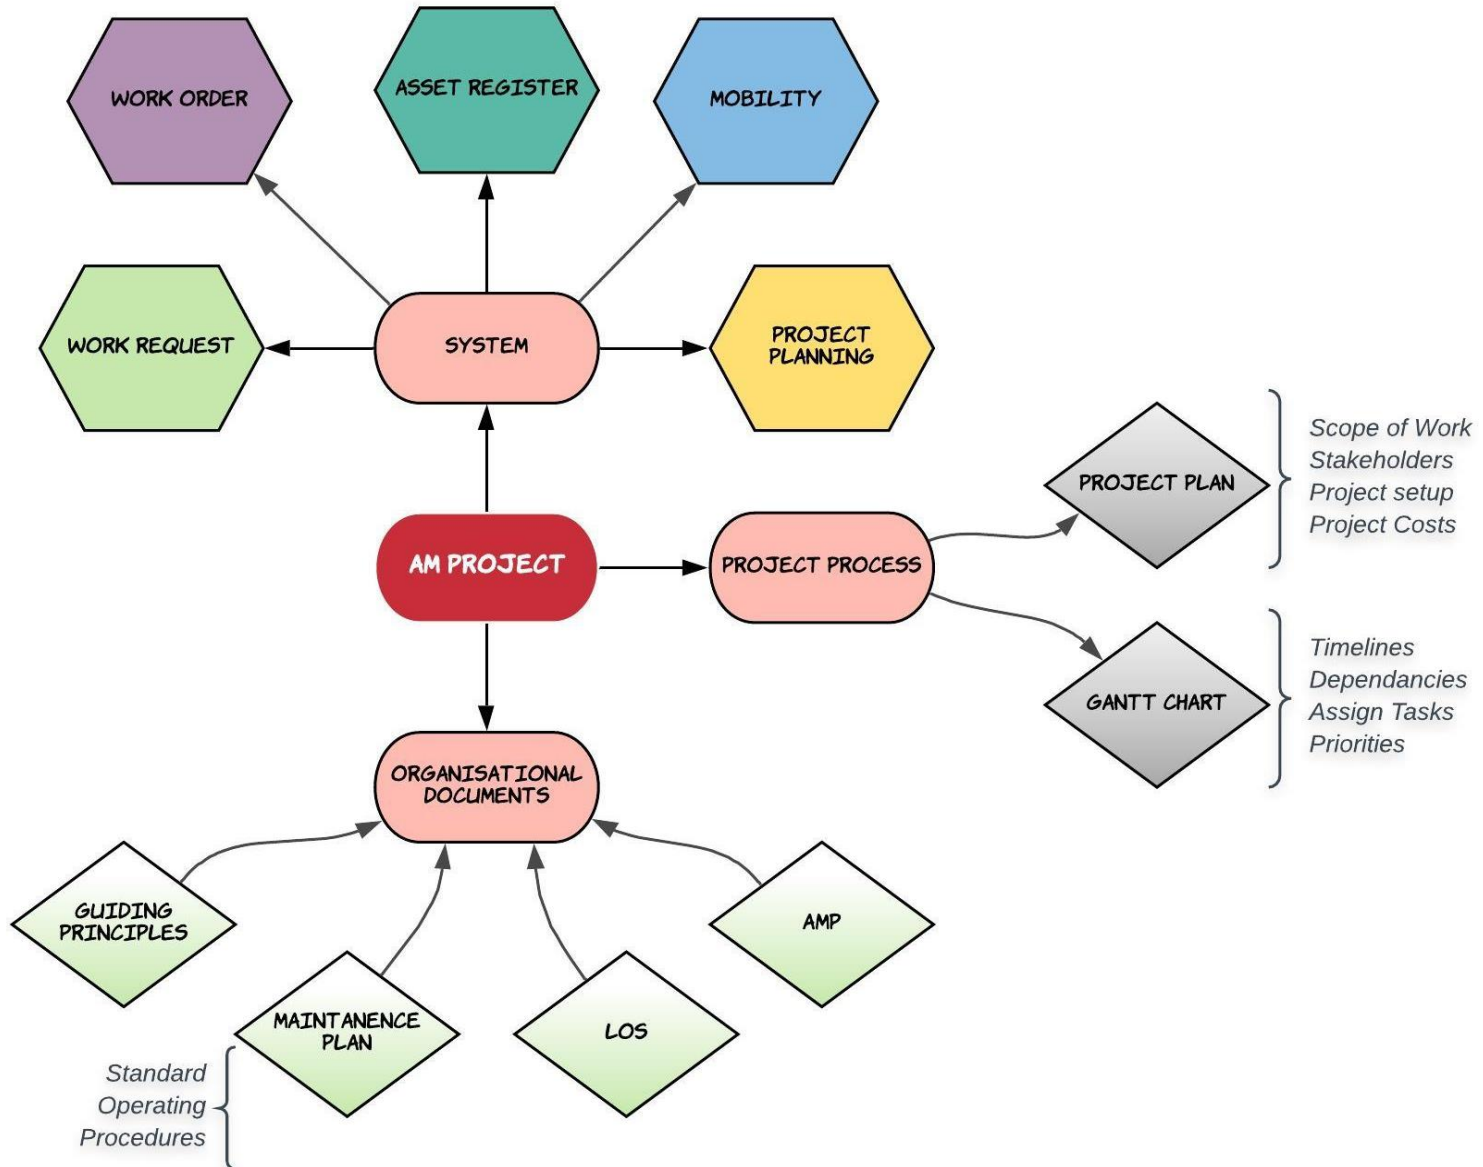 WORK ORDER
ASSET REGISTER
MOBILITY
WORK REQUEST
SYSTEM
PROJECT
PLANNING
PROJECT PLAN
Scope of Work
Stakeholders
Project setup
Project Costs
AM PROJECT
PROJECT PROCESS
GANTT CHART
Timelines
Dependancies
Assign Tasks
Priorities
ORGANISATIONAL
DOCUMENTS
GUIDING
PRINCIPLES
MAINTANENCE
PLAN
LOS
AMP
Standard
Operating
Procedures